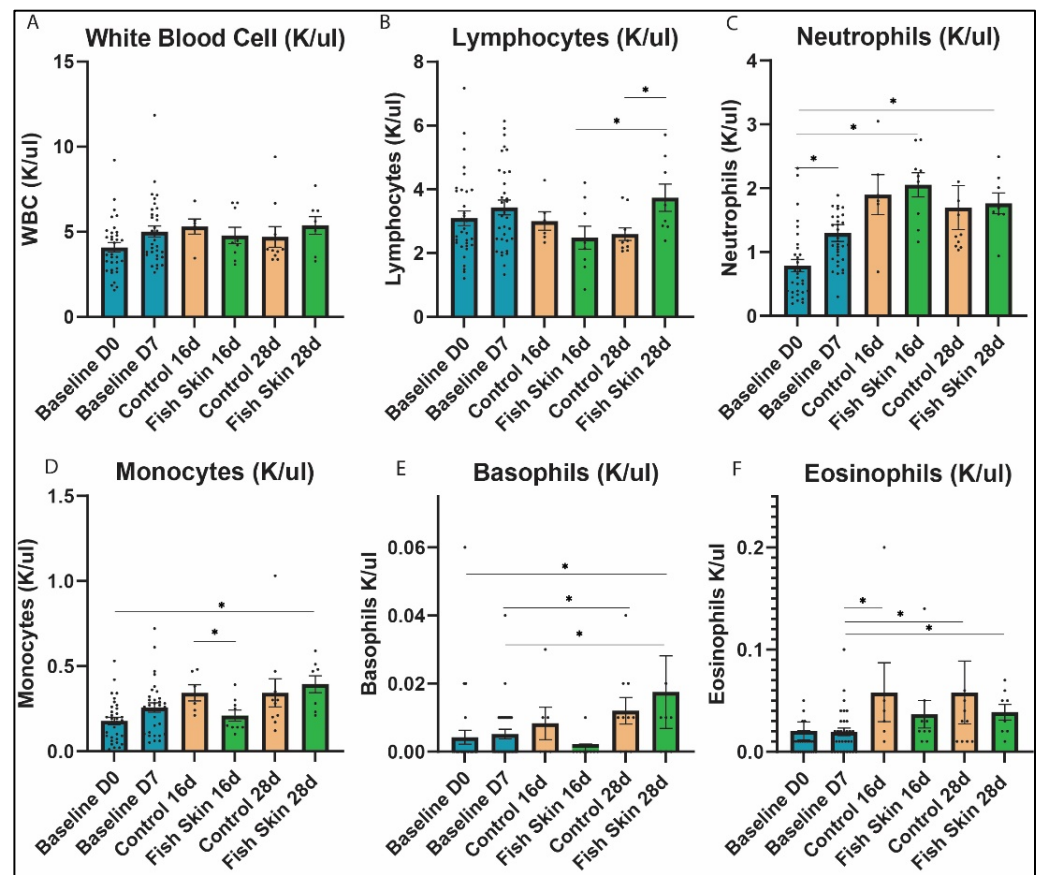 A
White Blood Cell (K/ul)
WBC (K/ul)
15
10
5
0
Baseline D0
Baseline D7
Control 16d
Fish Skin 16d
Control 28d
Fish Skin 28d
B
Lymphocytes (K/ul)
Lymphocytes (K/ul)
8
6
4
2
0
*
*
Baseline D0
Baseline D7
Control 16d
Fish Skin 16d
Control 28d
Fish Skin 28d
C
Neutrophils (K/ul)
Neutrophils (K/ul)
4
3
2
1
0
*
*
*
Baseline D0
Baseline D7
Control 16d
Fish Skin 16d
Control 28d
Fish Skin 28d
D
Monocytes (K/ul)
Monocytes (K/ul)
1.5
1.0
0.5
0.0
*
*
Baseline D0
Baseline D7
Control 16d
Fish Skin 16d
Control 28d
Fish Skin 28d
E
Basophils (K/ul)
Basophils K/ul
0.06
0.04
0.02
0.00
*
*
*
Baseline D0
Baseline D7
Control 16d
Fish Skin 16d
Control 28d
Fish Skin 28d
F
Eosinophils (K/ul)
Eosinophils K/ul
0.2
0.1
0.0
*
*
*
Baseline D0
Baseline D7
Control 16d
Fish Skin 16d
Control 28d
Fish Skin 28d